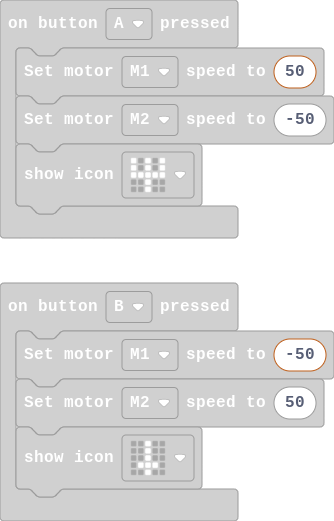 on button A pressed
Set motor M1 speed to 50
Set motor M2 speed to -50
show icon
on button B pressed
Set motor M1 speed to -50
Set motor M2 speed to 50
show icon